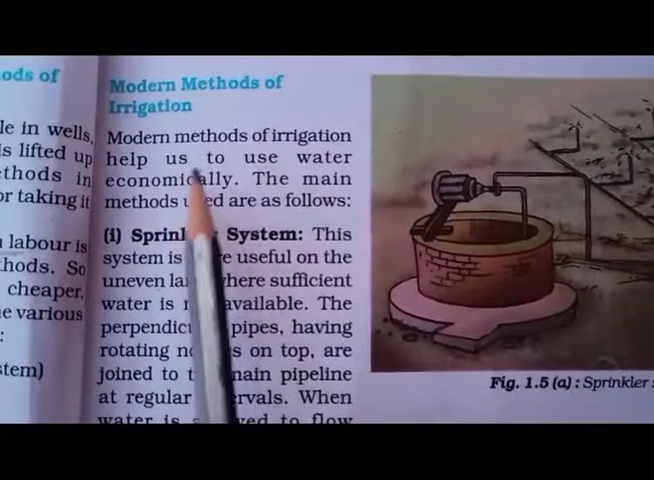 ods of
le in wells,
is lifted up
ethods in
or taking it
labour is
thods. So
cheaper,
e various
:
stem)
Modern Methods of
Irrigation
Modern methods of irrigation
help us to use water
economically. The main
methods used are as follows:
(i) Sprinkler System: This
system is more useful on the
uneven land where sufficient
water is not available. The
perpendicular pipes, having
rotating nozzles on top, are
joined to the main pipeline
at regular intervals. When
water is allowed to flow
Fig. 1.5 (a) : Sprinkler s